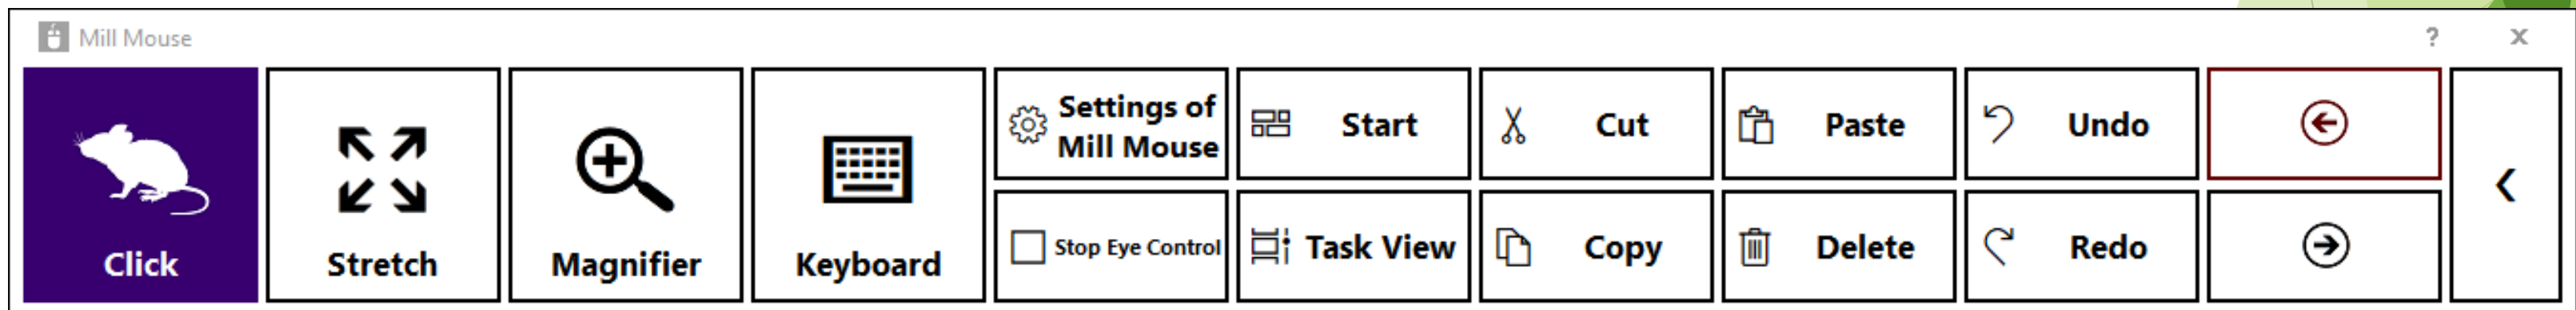 Mill Mouse
? x
Click
Stretch
Magnifier
Keyboard
Settings of
Mill Mouse
Stop Eye Control
Start
Task View
Cut
Copy
Paste
Delete
Undo
Redo